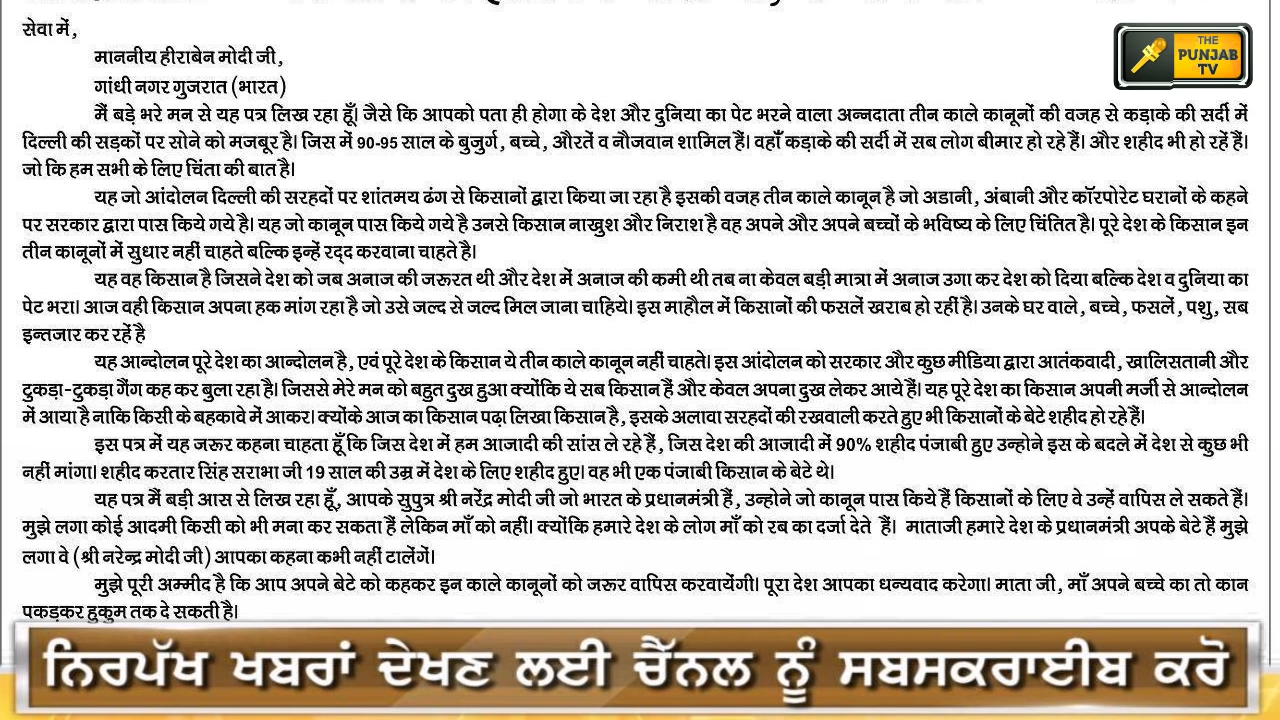 सेवा में,
THE
PUNJAB
TV
माननीय हीराबेन मोदी जी,
गांधी नगर गुजरात (भारत)
मैं बड़े भरे मन से यह पत्र लिख रहा हूँ। जैसे कि आपको पता ही होगा के देश और दुनिया का पेट भरने वाला अन्नदाता तीन काले कानूनों की वजह से कड़ाके की सर्दी में
दिल्ली की सड़कों पर सोने को मजबूर है। जिस में 90-95 साल के बुजुर्ग, बच्चे, औरतें व नौजवान शामिल हैं। वहाँ कड़ाके की सर्दी में सब लोग बीमार हो रहे हैं। और शहीद भी हो रहें हैं।
जो कि हम सभी के लिए चिंता की बात है।
यह जो आंदोलन दिल्ली की सरहदों पर शांतमय ढंग से किसानों द्वारा किया जा रहा है इसकी वजह तीन काले कानून है जो अडानी, अंबानी और कॉरपोरेट घरानों के कहने
पर सरकार द्वारा पास किये गये है। यह जो कानून पास किये गये है उनसे किसान नाखुश और निराश है वह अपने और अपने बच्चों के भविष्य के लिए चिंतित है। पूरे देश के किसान इन
तीन कानूनों में सुधार नहीं चाहते बल्कि इन्हें रद्द करवाना चाहते है।
यह वह किसान है जिसने देश को जब अनाज की जरूरत थी और देश में अनाज की कमी थी तब ना केवल बड़ी मात्रा में अनाज उगा कर देश को दिया बल्कि देश व दुनिया का
पेट भरा। आज वही किसान अपना हक मांग रहा है जो उसे जल्द से जल्द मिल जाना चाहिये। इस माहौल में किसानों की फसलें खराब हो रहीं है। उनके घर वाले, बच्चे, फसलें, पशु, सब
इन्तजार कर रहें है
यह आन्दोलन पूरे देश का आन्दोलन है, एवं पूरे देश के किसान ये तीन काले कानून नहीं चाहते। इस आंदोलन को सरकार और कुछ मीडिया द्वारा आतंकवादी, खालिसतानी और
टुकड़ा-टुकड़ा गैंग कह कर बुला रहा है। जिससे मेरे मन को बहुत दुख हुआ क्योंकि ये सब किसान हैं और केवल अपना दुख लेकर आये हैं। यह पूरे देश का किसान अपनी मर्जी से आन्दोलन
में आया है नाकि किसी के बहकावे में आकर। क्योंके आज का किसान पढ़ा लिखा किसान है, इसके अलावा सरहदों की रखवाली करते हुए भी किसानों के बेटे शहीद हो रहे हैं।
इस पत्र में यह जरूर कहना चाहता हूँ कि जिस देश में हम आजादी की सांस ले रहे हैं, जिस देश की आजादी में 90% शहीद पंजाबी हुए उन्होने इस के बदले में देश से कुछ भी
नहीं मांगा। शहीद करतार सिंह सराभा जी 19 साल की उम्र में देश के लिए शहीद हुए। वह भी एक पंजाबी किसान के बेटे थे।
यह पत्र मैं बड़ी आस से लिख रहा हूँ, आपके सुपुत्र श्री नरेंद्र मोदी जी जो भारत के प्रधानमंत्री हैं, उन्होने जो कानून पास किये हैं किसानों के लिए वे उन्हें वापिस ले सकते हैं।
मुझे लगा कोई आदमी किसी को भी मना कर सकता हैं लेकिन माँ को नहीं। क्योंकि हमारे देश के लोग माँ को रब का दर्जा देते हैं। माताजी हमारे देश के प्रधानमंत्री अपके बेटे हैं मुझे
लगा वे (श्री नरेन्द्र मोदी जी) आपका कहना कभी नहीं टालेंगें।
मुझे पूरी अम्मीद है कि आप अपने बेटे को कहकर इन काले कानूनों को जरूर वापिस करवायेंगी। पूरा देश आपका धन्यवाद करेगा। माता जी, माँ अपने बच्चे का तो कान
पकड़कर हुकुम तक दे सकती है।
ਨਿਰਪੱਖ ਖਬਰਾਂ ਦੇਖਣ ਲਈ ਚੈੱਨਲ ਨੂੰ ਸਬਸਕਰਾਈਬ ਕਰੋ